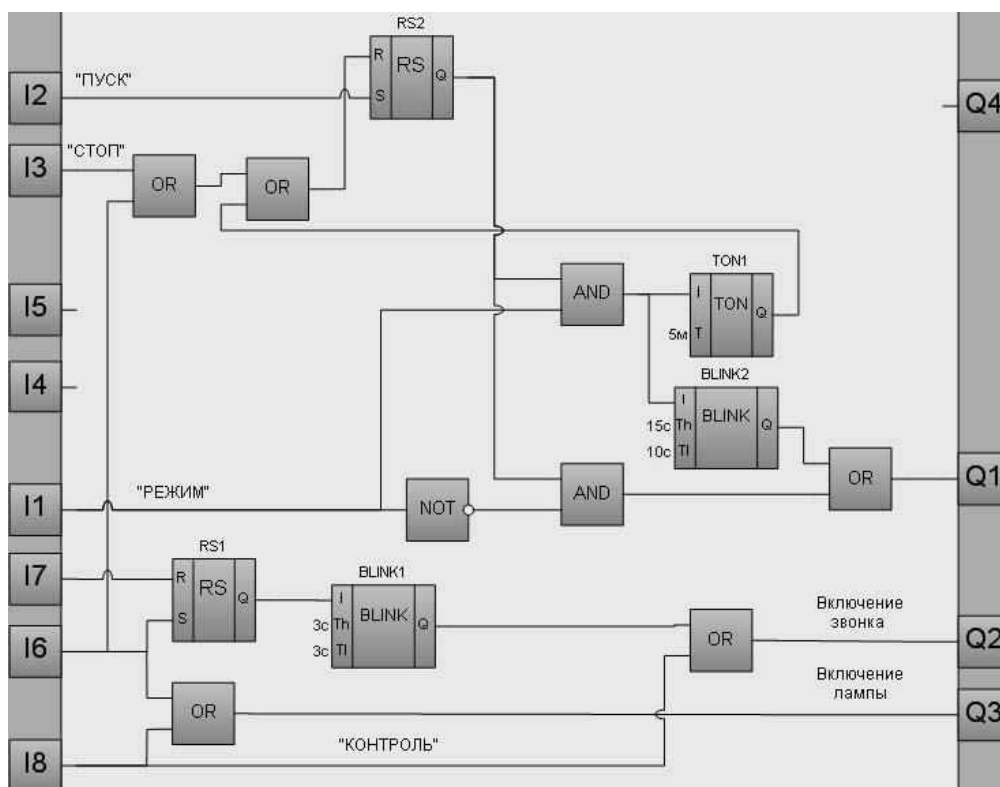 RS2
I2
"ПУСК"
R
RS
Q
S
Q4
I3
"СТОП"
OR
OR
TON1
I5
AND
I
TON
Q
5м
T
I4
BLINK2
I
BLINK
Q
15с
Th
10с
Tl
OR
Q1
I1
"РЕЖИМ"
NOT
AND
RS1
I7
R
RS
Q
S
BLINK1
I
BLINK
Q
3с
Th
3с
Tl
I6
OR
Включение
звонка
Q2
Включение
лампы
Q3
OR
I8
"КОНТРОЛЬ"